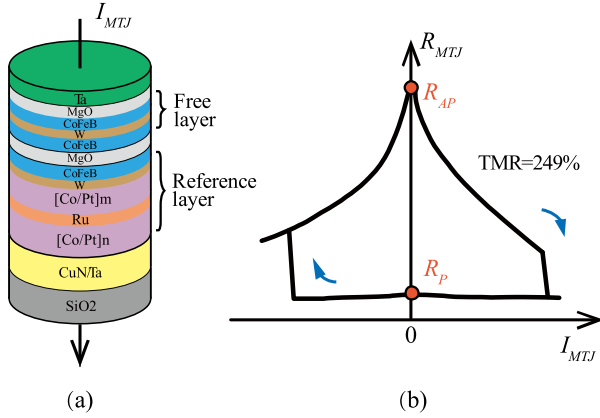 I_MTJ
Ta
MgO
CoFeB
W
CoFeB
MgO
CoFeB
W
[Co/Pt]m
Ru
[Co/Pt]n
CuN/Ta
SiO2
Free
layer
Reference
layer
(a)
R_MTJ
R_AP
TMR=249%
R_P
0
I_MTJ
(b)